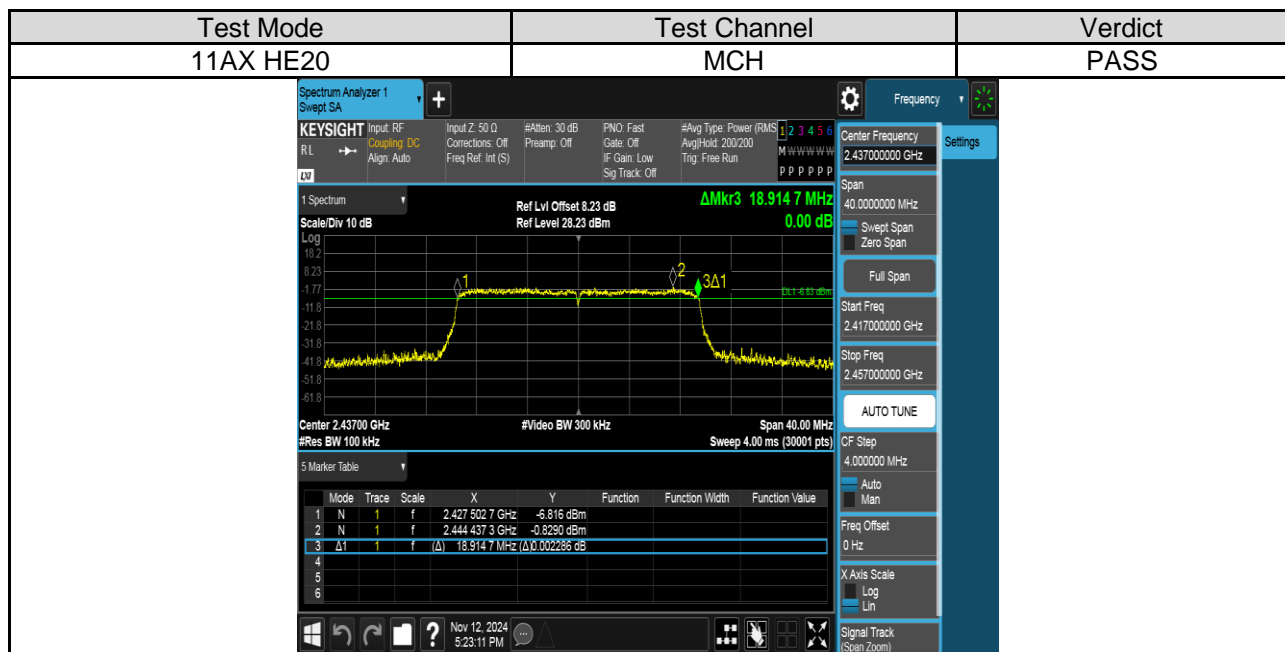 Test Mode Test Channel Verdict
11AX HE20 MCH PASS
Spectrum Analyzer 1
Swept SA
+
Frequency
KEYSIGHT
RL
LXI
Input: RF
Coupling: DC
Align: Auto
Input Z: 50 Ω
Corrections: Off
Freq Ref: Int (S)
#Atten: 30 dB
Preamp: Off
PNO: Fast
Gate: Off
IF Gain: Low
Sig Track: Off
#Avg Type: Power (RMS
Avg|Hold: 200/200
Trig: Free Run
1 2 3 4 5 6
M W W W W W
P P P P P P
Center Frequency
2.437000000 GHz
Settings
1 Spectrum
Scale/Div 10 dB
Ref Lvl Offset 8.23 dB
Ref Level 28.23 dBm
ΔMkr3 18.914 7 MHz
0.00 dB
Span
40.0000000 MHz
Swept Span
Zero Span
Full Span
Start Freq
2.417000000 GHz
Stop Freq
2.457000000 GHz
AUTO TUNE
CF Step
4.000000 MHz
Auto
Man
Freq Offset
0 Hz
X Axis Scale
Log
Lin
Signal Track
(Span Zoom)
Log
18.2
8.23
-1.77
-11.8
-21.8
-31.8
-41.8
-51.8
-61.8
1
2
3Δ1
DL1 -6.83 dBm
Center 2.43700 GHz #Video BW 300 kHz Span 40.00 MHz
#Res BW 100 kHz Sweep 4.00 ms (30001 pts)
5 Marker Table
Mode Trace Scale X Y Function Function Width Function Value
1 N 1 f 2.427 502 7 GHz -6.816 dBm
2 N 1 f 2.444 437 3 GHz -0.8290 dBm
3 Δ1 1 f (Δ) 18.914 7 MHz (Δ) 0.002286 dB
4
5
6
?
Nov 12, 2024
5:23:11 PM